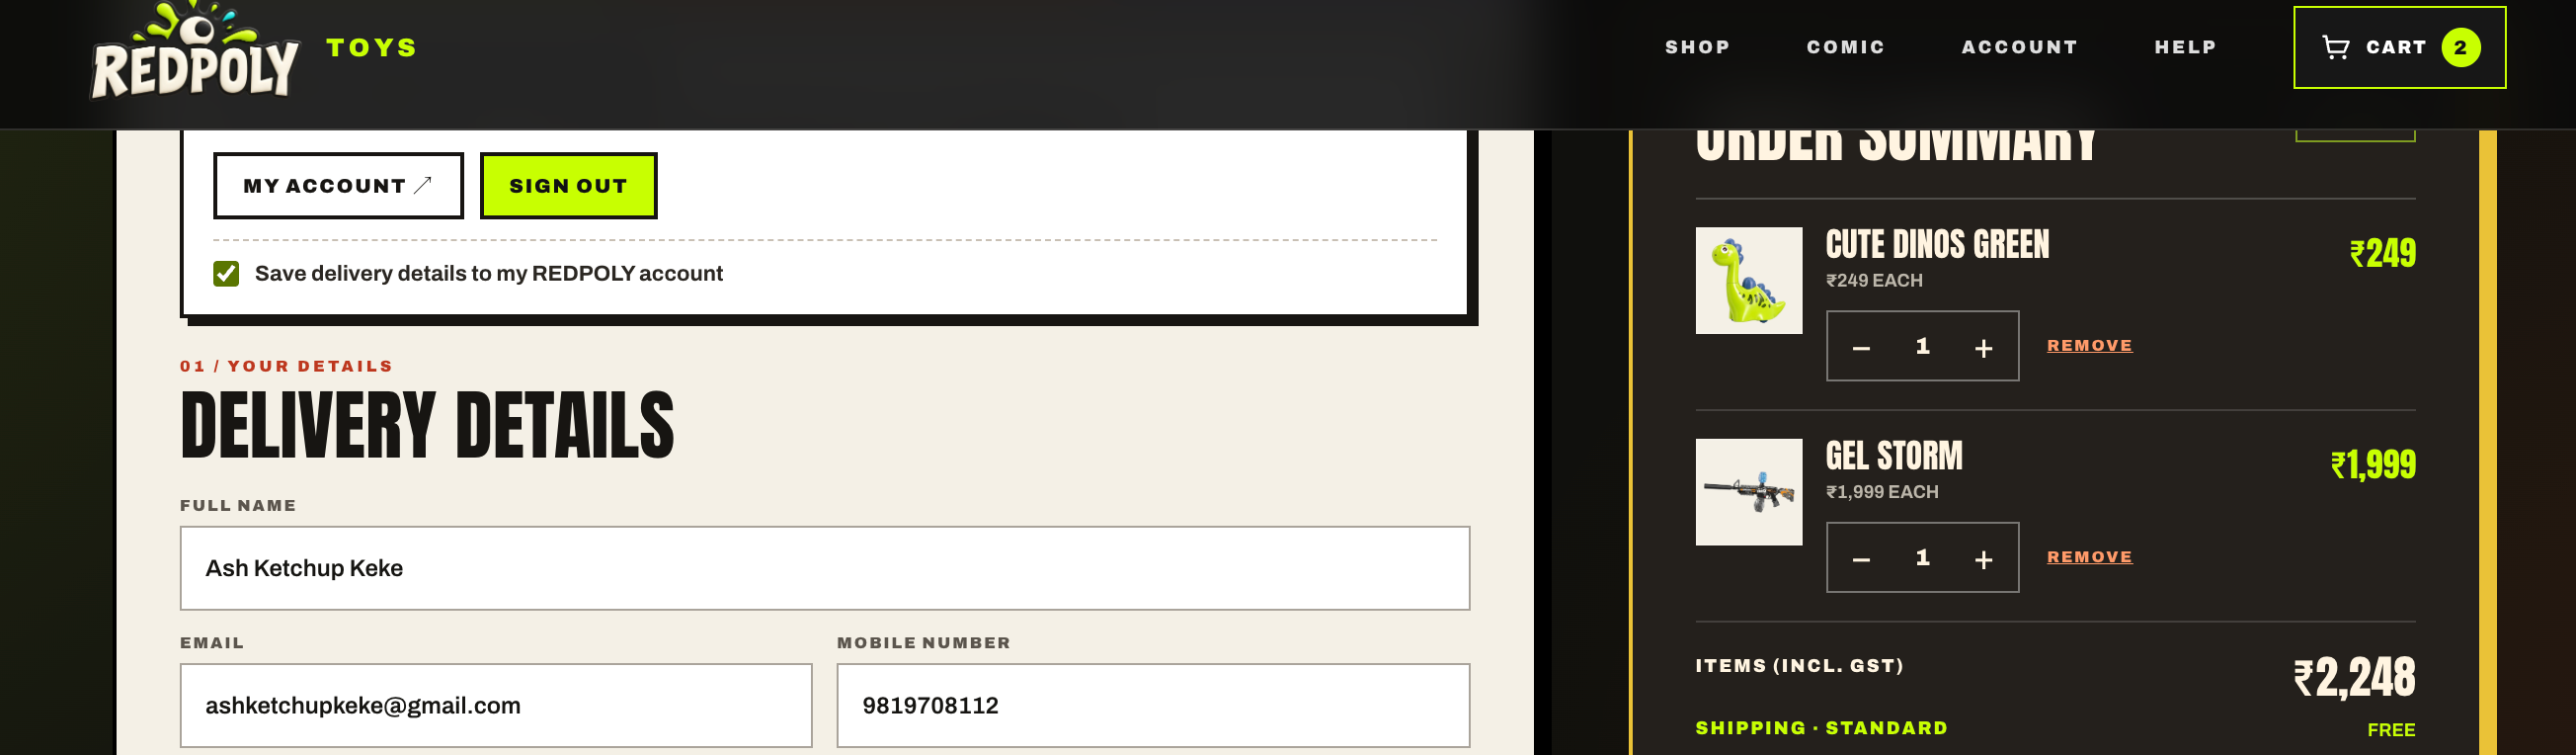 REDPOLY TOYS
SHOP COMIC ACCOUNT HELP CART 2
MY ACCOUNT ↗ SIGN OUT
Save delivery details to my REDPOLY account
01 / YOUR DETAILS
DELIVERY DETAILS
FULL NAME
Ash Ketchup Keke
EMAIL
ashketchupkeke@gmail.com
MOBILE NUMBER
9819708112
ORDER SUMMARY
CUTE DINOS GREEN
₹249
₹249 EACH
− 1 + REMOVE
GEL STORM
₹1,999
₹1,999 EACH
− 1 + REMOVE
ITEMS (INCL. GST) ₹2,248
SHIPPING · STANDARD FREE